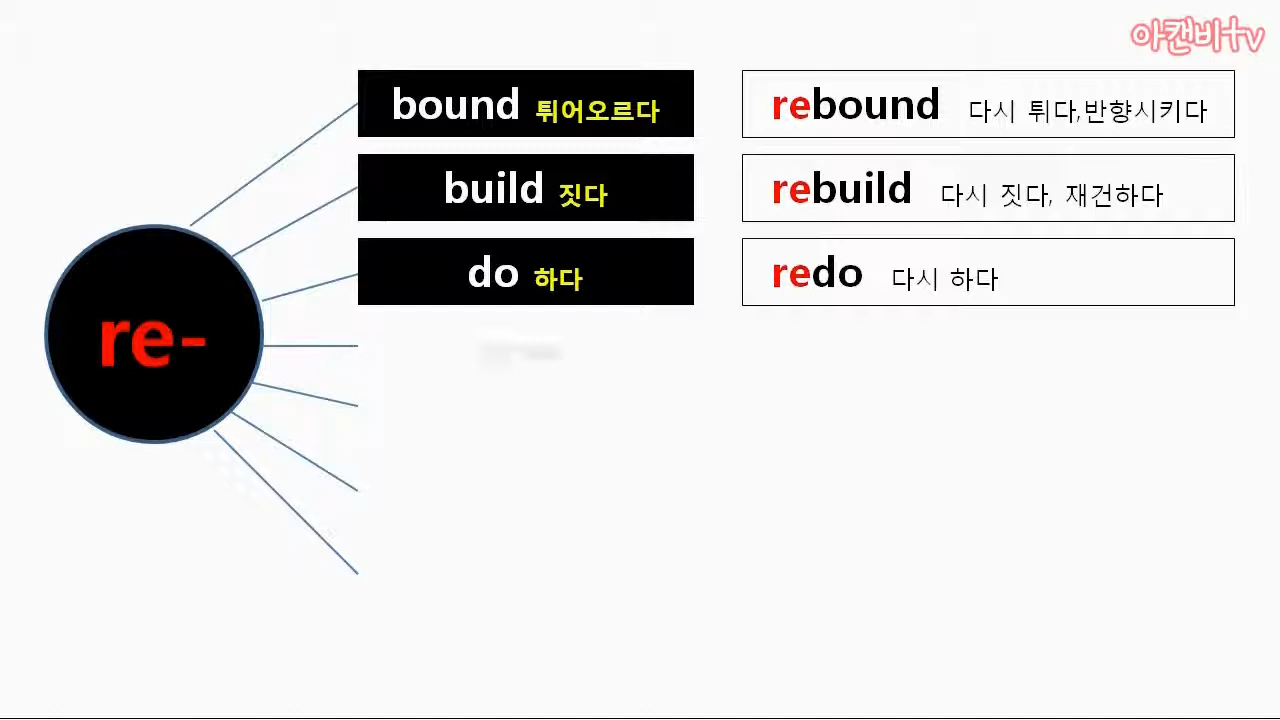 아캔비tv
bound 튀어오르다
rebound 다시 튀다,반향시키다
build 짓다
rebuild 다시 짓다, 재건하다
do 하다
redo 다시 하다
re-